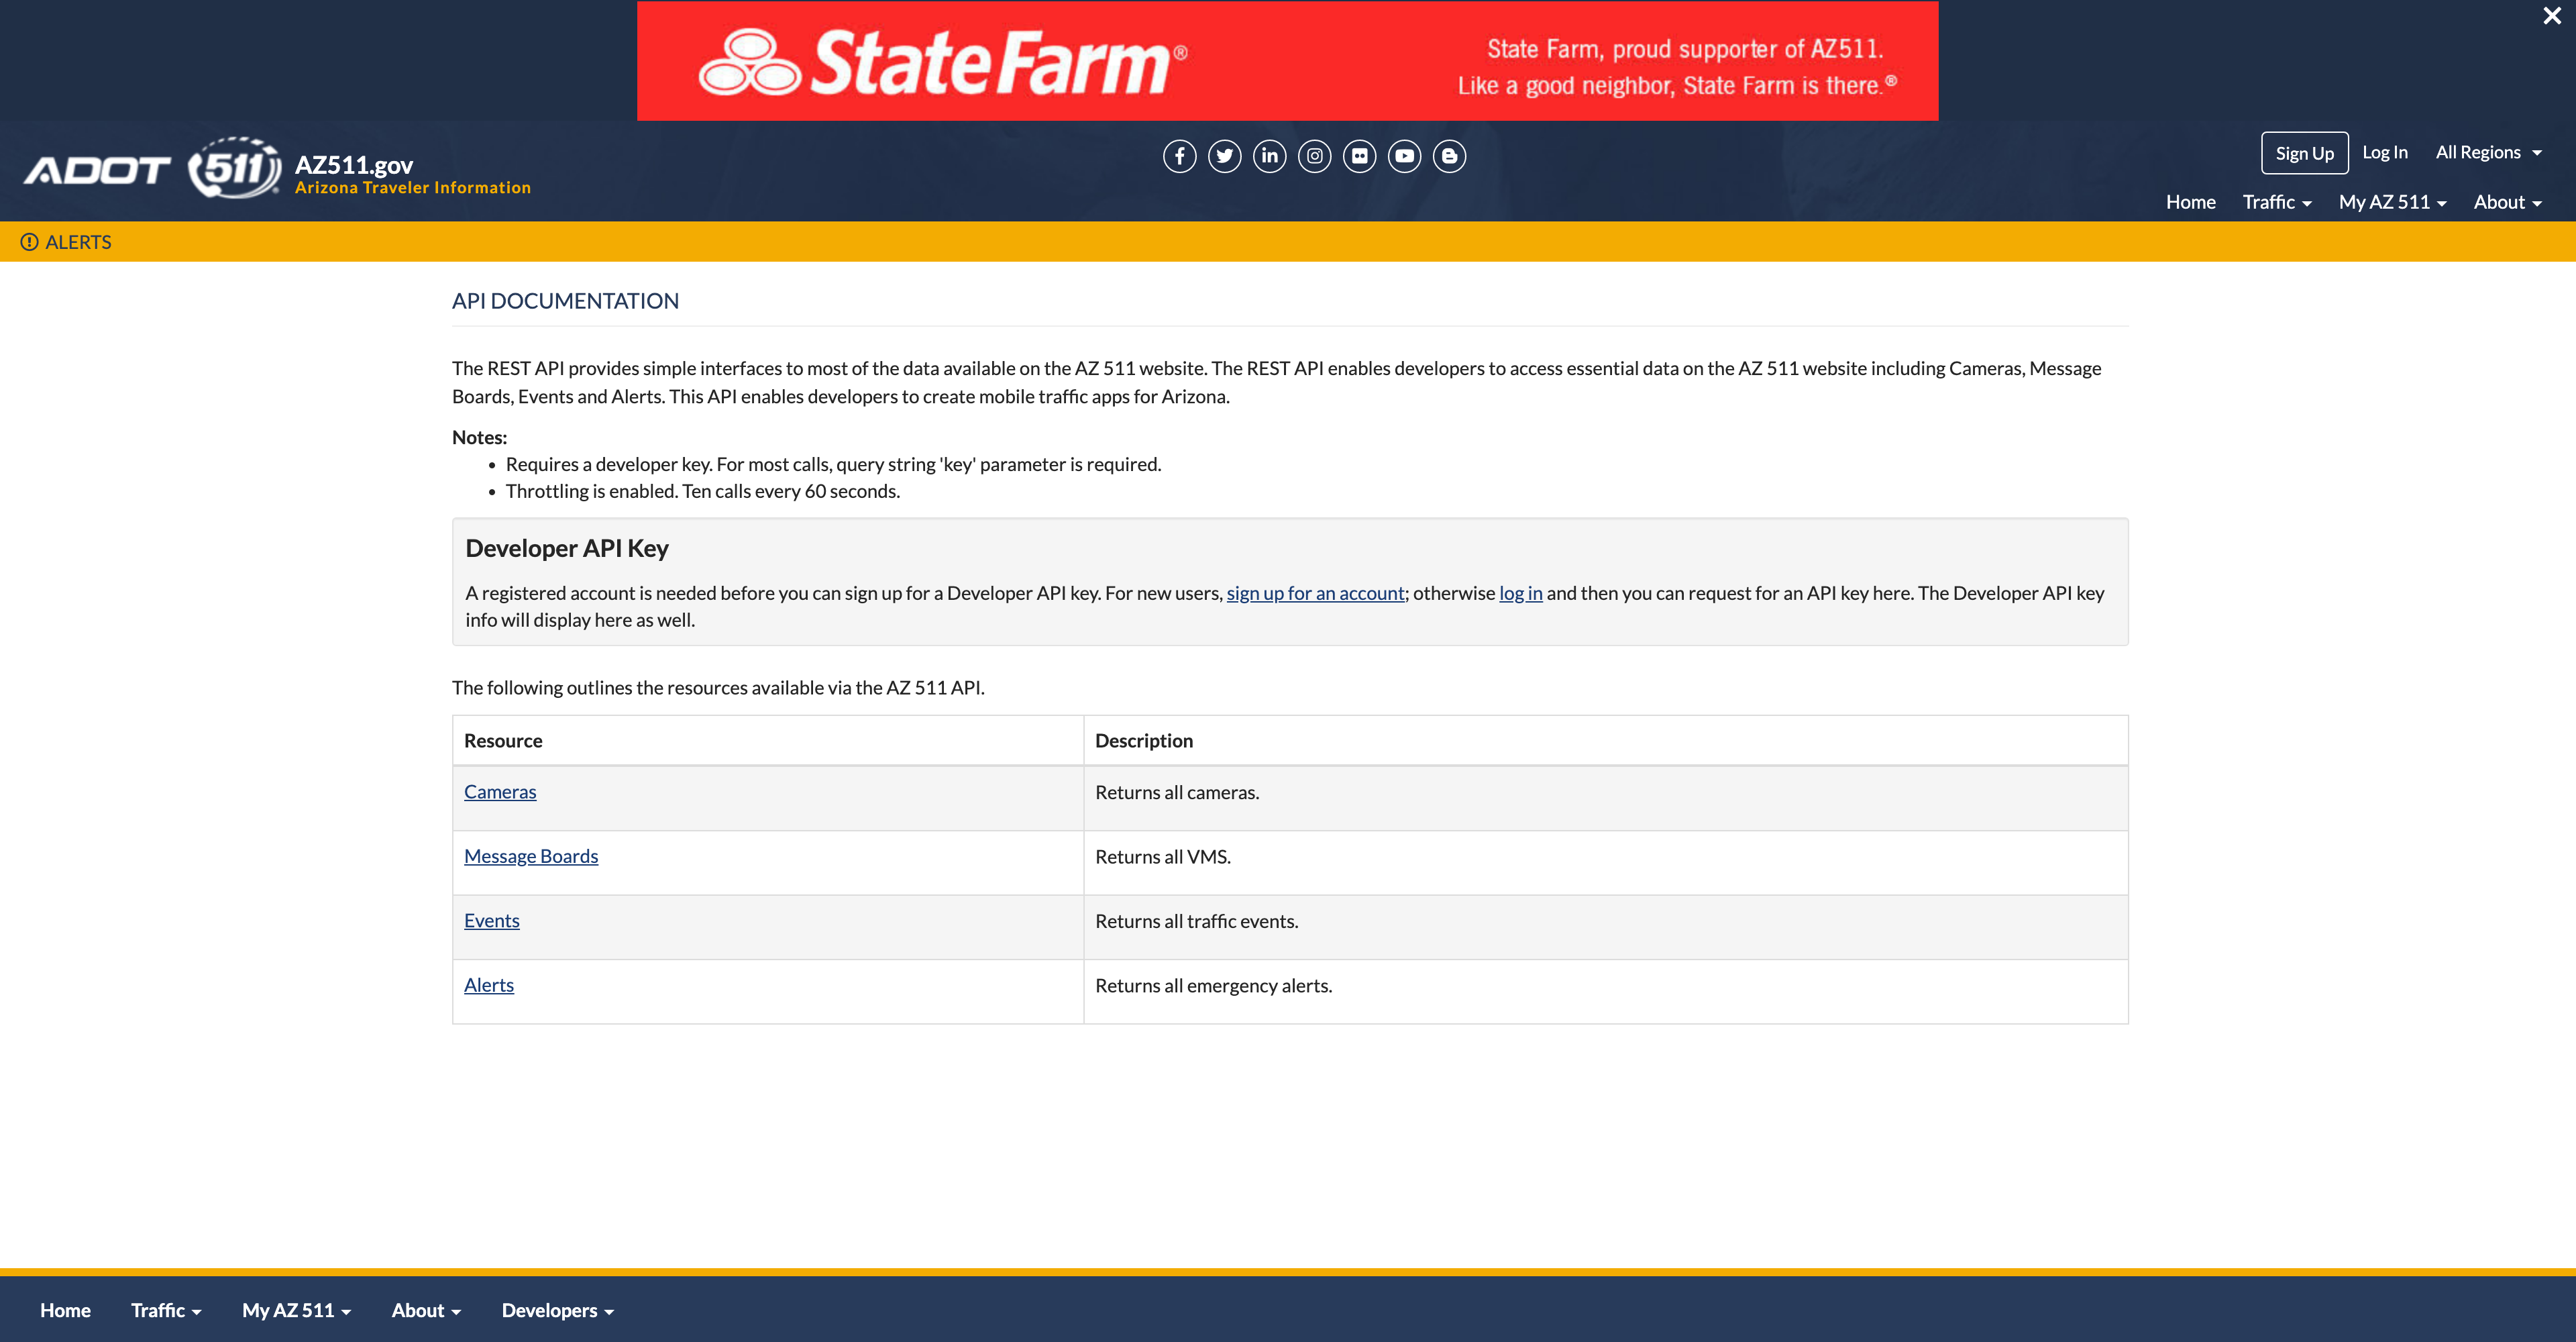 StateFarm®
State Farm, proud supporter of AZ511.
Like a good neighbor, State Farm is there.®
ADOT 511 AZ511.gov
Arizona Traveler Information
Sign Up Log In All Regions
Home Traffic My AZ 511 About
ALERTS
API DOCUMENTATION
The REST API provides simple interfaces to most of the data available on the AZ 511 website. The REST API enables developers to access essential data on the AZ 511 website including Cameras, Message
Boards, Events and Alerts. This API enables developers to create mobile traffic apps for Arizona.
Notes:
• Requires a developer key. For most calls, query string 'key' parameter is required.
• Throttling is enabled. Ten calls every 60 seconds.
Developer API Key
A registered account is needed before you can sign up for a Developer API key. For new users, sign up for an account; otherwise log in and then you can request for an API key here. The Developer API key
info will display here as well.
The following outlines the resources available via the AZ 511 API.
Resource Description
Cameras Returns all cameras.
Message Boards Returns all VMS.
Events Returns all traffic events.
Alerts Returns all emergency alerts.
Home Traffic My AZ 511 About Developers